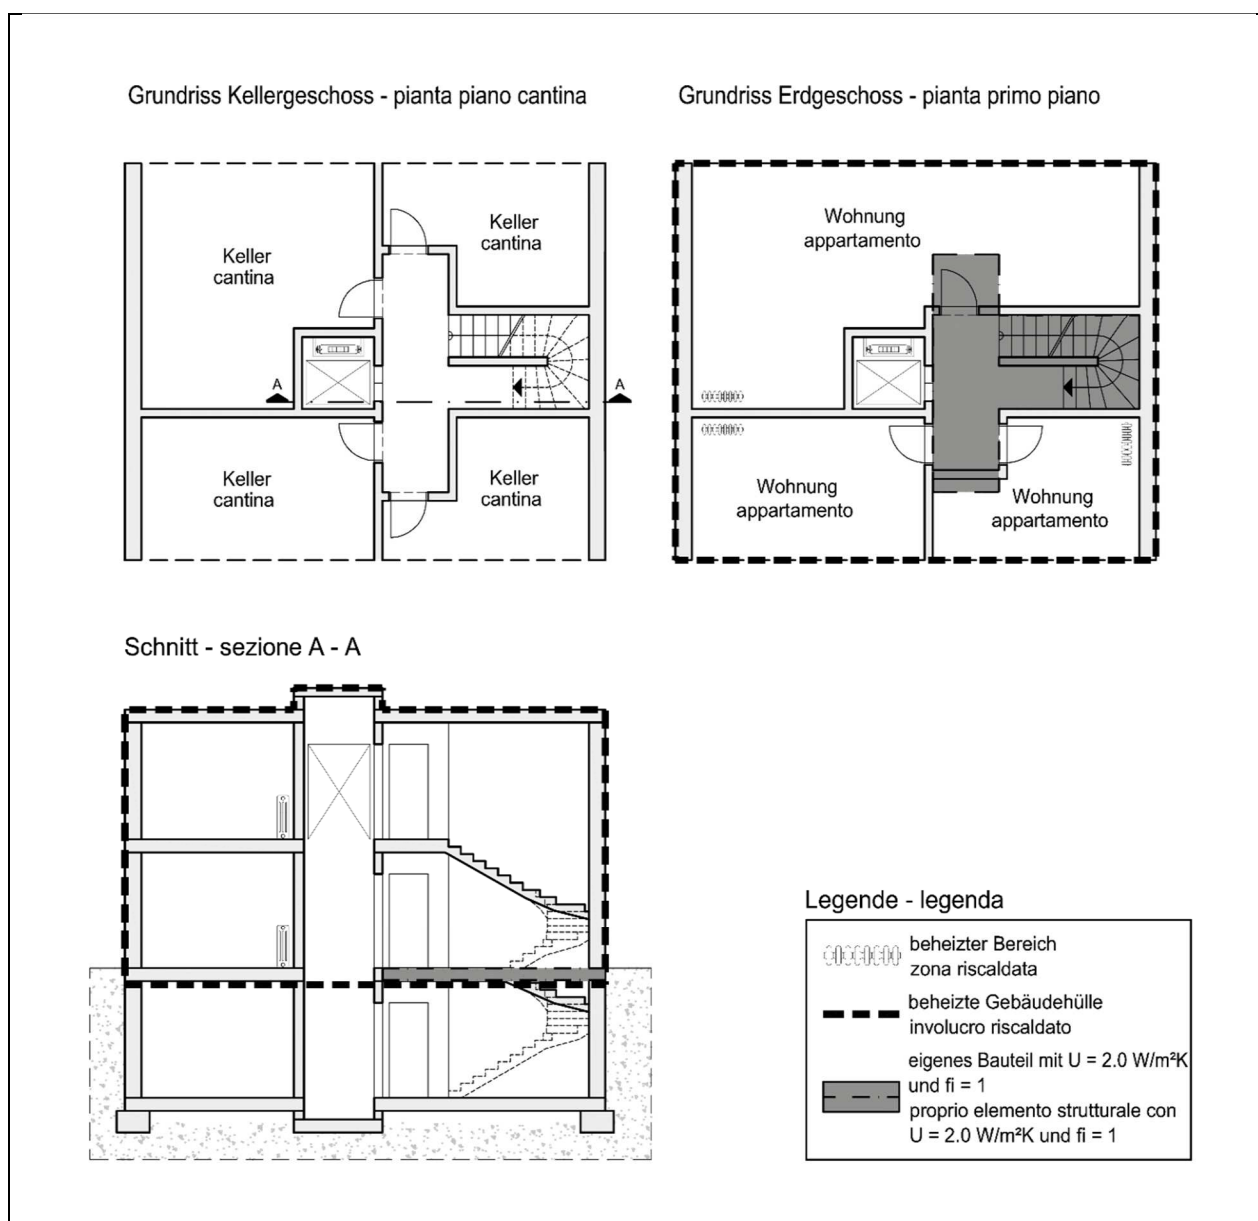 Grundriss Kellergeschoss - pianta piano cantina
Grundriss Erdgeschoss - pianta primo piano
Keller
cantina
Keller
cantina
A
A
Keller
cantina
Keller
cantina
Wohnung
appartamento
Wohnung
appartamento
Wohnung
appartamento
Schnitt - sezione A - A
Legende - legenda
beheizter Bereich
zona riscaldata
beheizte Gebäudehülle
involucro riscaldato
eigenes Bauteil mit U = 2.0 W/m²K
und fi = 1
proprio elemento strutturale con
U = 2.0 W/m²K und fi = 1